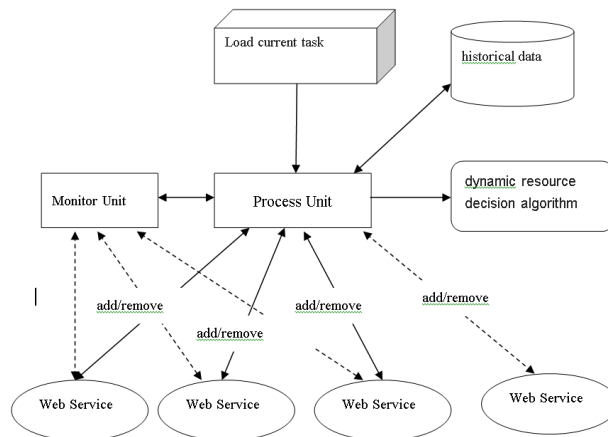 Load current task
historical data
dynamic resource
decision algorithm
Monitor Unit
Process Unit
add/remove
add/remove
add/remove
add/remove
Web Service
Web Service
Web Service
Web Service